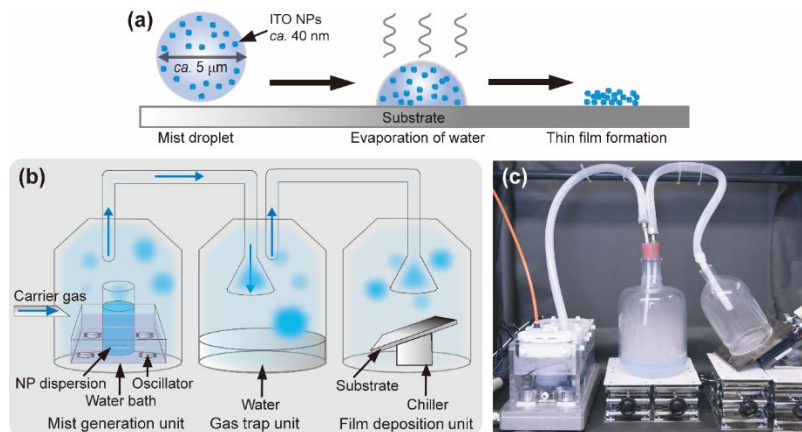 (a)
ITO NPs
ca. 40 nm
ca. 5 μm
Substrate
Mist droplet
Evaporation of water
Thin film formation
(b)
(c)
Carrier gas
NP dispersion
Oscillator
Water bath
Mist generation unit
Water
Gas trap unit
Substrate
Chiller
Film deposition unit